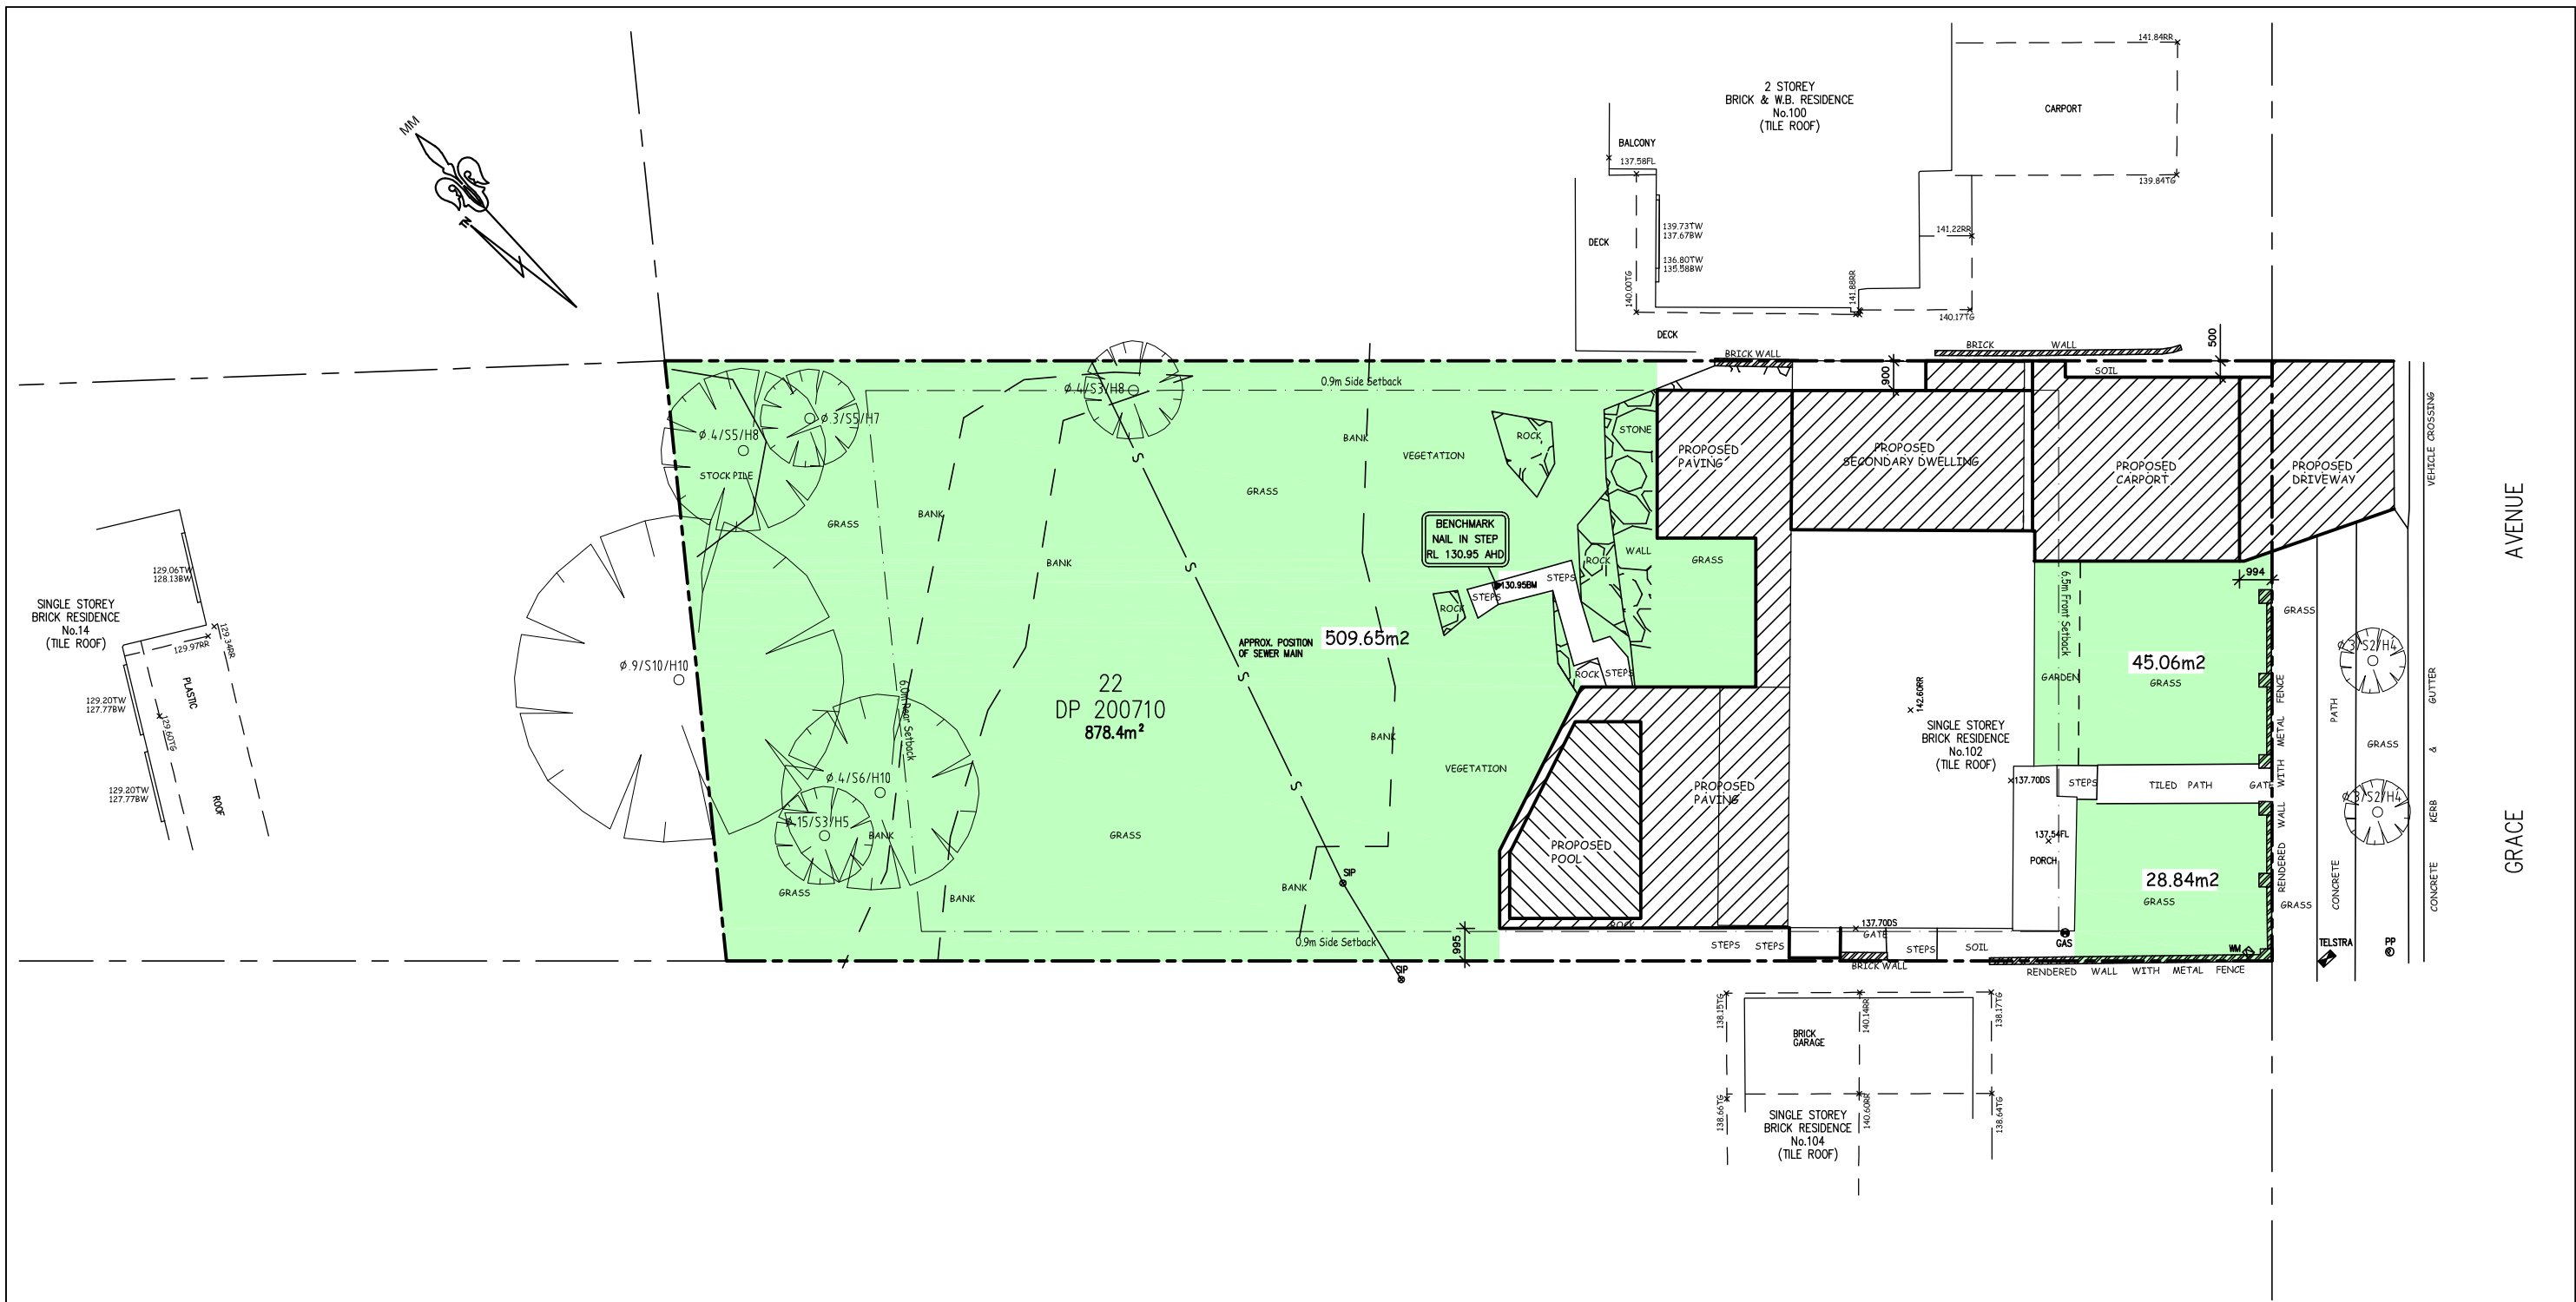 MM
TN
141.84RR
2 STOREY
BRICK & W.B. RESIDENCE
No.100
(TILE ROOF)
CARPORT
BALCONY
137.58FL
139.84TG
139.73TW
137.67BW
141.22RR
DECK
136.80TW
135.58BW
140.00TG
141.88RR
140.17TG
DECK
500
BRICK WALL
BRICK WALL
0.9m Side Setback
900
SOIL
Ø.4/S3/H8
Ø.3/S5/H7
Ø.4/S5/H8
STOCKPILE
BANK
VEGETATION
ROCK
STONE
PROPOSED
PAVING
PROPOSED
SECONDARY DWELLING
PROPOSED
CARPORT
PROPOSED
DRIVEWAY
VEHICLE CROSSING
GRASS
GRASS
BANK
S
BENCHMARK
NAIL IN STEP
RL 130.95 AHD
AVENUE
BANK
ROCK
WALL
GRASS
STEPS
130.95BM
STEPS
ROCK
994
6.5m Front Setback
GRASS
129.06TW
128.13BW
SINGLE STOREY
BRICK RESIDENCE
No.14
(TILE ROOF)
129.34RR
129.97RR
S
APPROX. POSITION
OF SEWER MAIN
509.65m2
Ø.9/S10/H10
Ø.3/S2/H4
45.06m2
GARDEN
GRASS
ROCK
STEPS
PLASTIC
129.20TW
127.77BW
129.60TG
S
22
DP 200710
878.4m²
6.0m Rear Setback
142.60RR
SINGLE STOREY
BRICK RESIDENCE
No.102
(TILE ROOF)
BANK
RENDERED WALL WITH METAL FENCE
PATH
GRASS
CONCRETE KERB & GUTTER
VEGETATION
Ø.4/S6/H10
S
137.70DS
STEPS
TILED PATH
GATE
129.20TW
127.77BW
ROOF
PROPOSED
PAVING
Ø.3/S2/H4
Ø.15/S3/H5
BANK
GRASS
PROPOSED
POOL
137.54FL
PORCH
GRACE
28.84m2
GRASS
GRASS
CONCRETE
GRASS
BANK
BANK
SIP
ROCK
137.70DS
GATE
0.9m Side Setback
995
STEPS
STEPS
STEPS
SOIL
GAS
WM
TELSTRA
PP
SIP
BRICK WALL
RENDERED WALL WITH METAL FENCE
138.15TG
140.14RR
138.17TG
BRICK
GARAGE
138.66TG
140.60RR
138.64TG
SINGLE STOREY
BRICK RESIDENCE
No.104
(TILE ROOF)